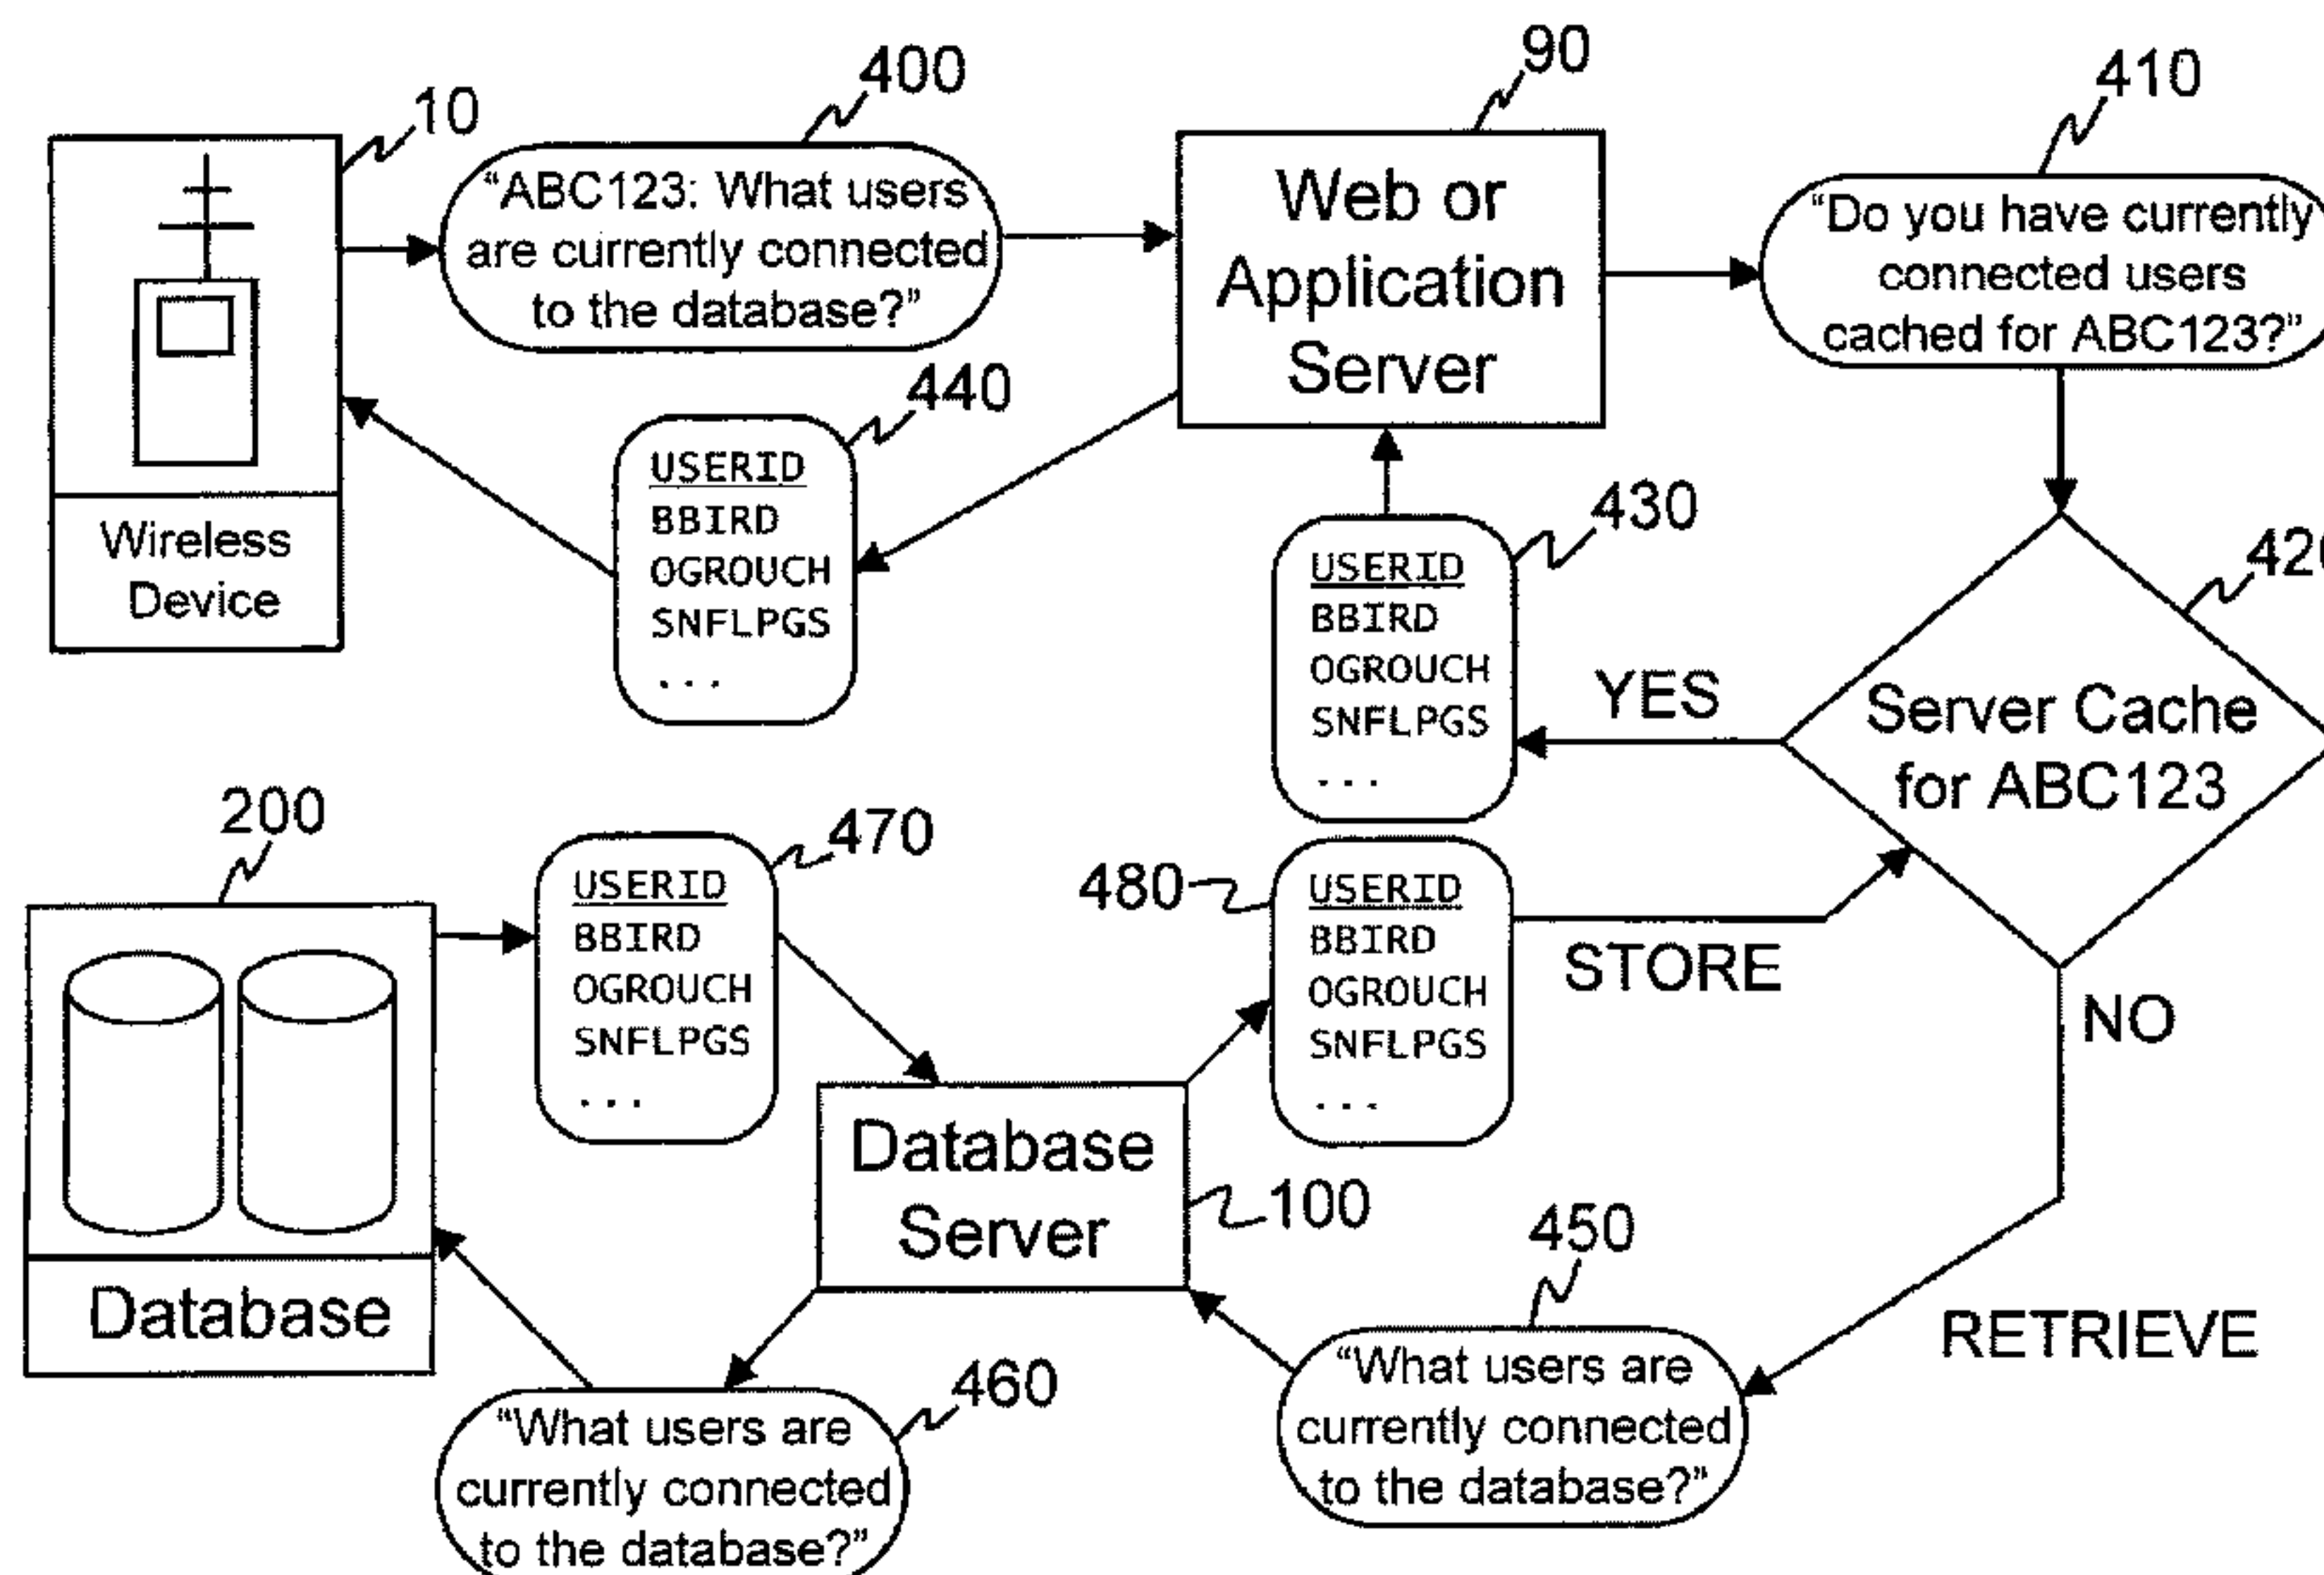 10
Wireless
Device
400
“ABC123: What users
are currently connected
to the database?”
90
Web or
Application
Server
410
“Do you have currently
connected users
cached for ABC123?”
440
USERID
BBIRD
OGROUCH
SNFLPGS
...
430
USERID
BBIRD
OGROUCH
SNFLPGS
...
YES
420
Server Cache
for ABC123
200
Database
470
USERID
BBIRD
OGROUCH
SNFLPGS
...
480
USERID
BBIRD
OGROUCH
SNFLPGS
...
STORE
NO
Database
Server
100
RETRIEVE
450
“What users are
currently connected
to the database?”
460
“What users are
currently connected
to the database?”